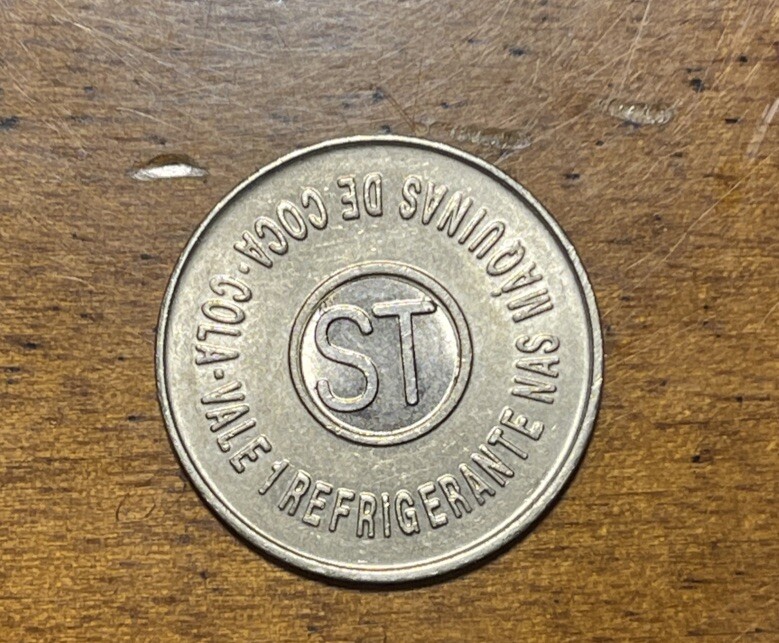 VALE 1 REFRIGERANTE NAS MÁQUINAS DE COCA·COLA·
ST